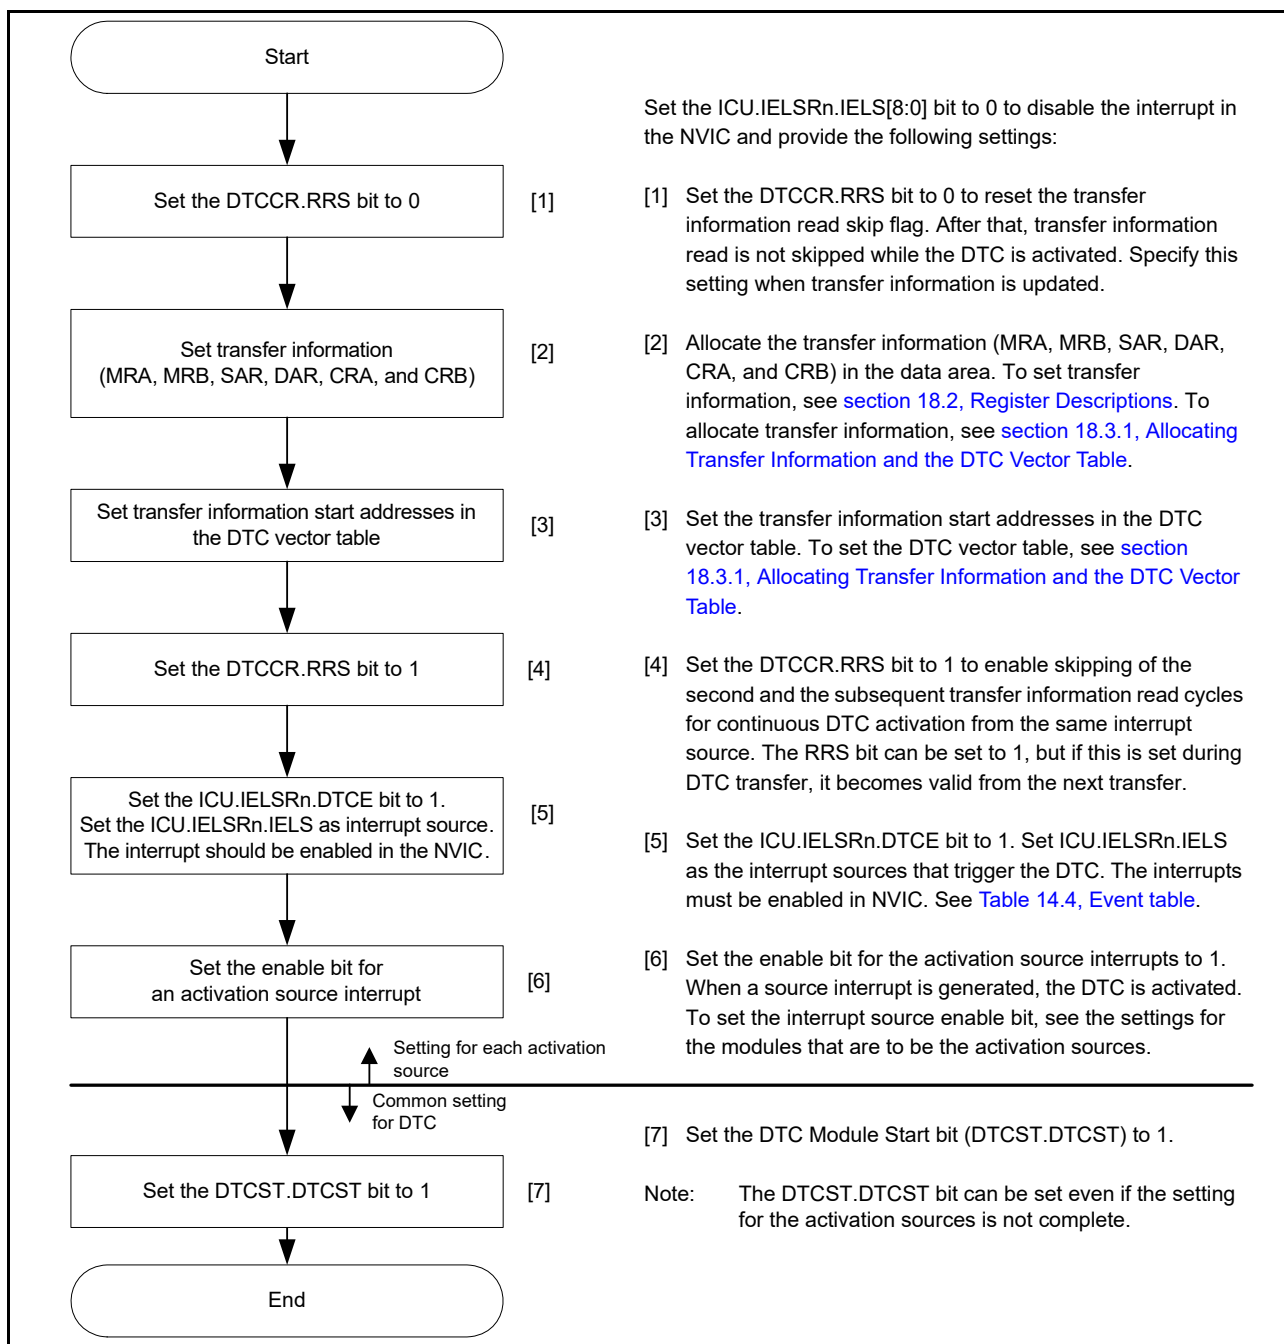 Start
Set the DTCCR.RRS bit to 0
[1]
Set transfer information
(MRA, MRB, SAR, DAR, CRA, and CRB)
[2]
Set transfer information start addresses in
the DTC vector table
[3]
Set the DTCCR.RRS bit to 1
[4]
Set the ICU.IELSRn.DTCE bit to 1.
Set the ICU.IELSRn.IELS as interrupt source.
The interrupt should be enabled in the NVIC.
[5]
Set the enable bit for
an activation source interrupt
[6]
Setting for each activation
source
Common setting
for DTC
Set the DTCST.DTCST bit to 1
[7]
End
Set the ICU.IELSRn.IELS[8:0] bit to 0 to disable the interrupt in
the NVIC and provide the following settings:
[1] Set the DTCCR.RRS bit to 0 to reset the transfer
information read skip flag. After that, transfer information
read is not skipped while the DTC is activated. Specify this
setting when transfer information is updated.
[2] Allocate the transfer information (MRA, MRB, SAR, DAR,
CRA, and CRB) in the data area. To set transfer
information, see section 18.2, Register Descriptions. To
allocate transfer information, see section 18.3.1, Allocating
Transfer Information and the DTC Vector Table.
[3] Set the transfer information start addresses in the DTC
vector table. To set the DTC vector table, see section
18.3.1, Allocating Transfer Information and the DTC Vector
Table.
[4] Set the DTCCR.RRS bit to 1 to enable skipping of the
second and the subsequent transfer information read cycles
for continuous DTC activation from the same interrupt
source. The RRS bit can be set to 1, but if this is set during
DTC transfer, it becomes valid from the next transfer.
[5] Set the ICU.IELSRn.DTCE bit to 1. Set ICU.IELSRn.IELS
as the interrupt sources that trigger the DTC. The interrupts
must be enabled in NVIC. See Table 14.4, Event table.
[6] Set the enable bit for the activation source interrupts to 1.
When a source interrupt is generated, the DTC is activated.
To set the interrupt source enable bit, see the settings for
the modules that are to be the activation sources.
[7] Set the DTC Module Start bit (DTCST.DTCST) to 1.
Note: The DTCST.DTCST bit can be set even if the setting
for the activation sources is not complete.